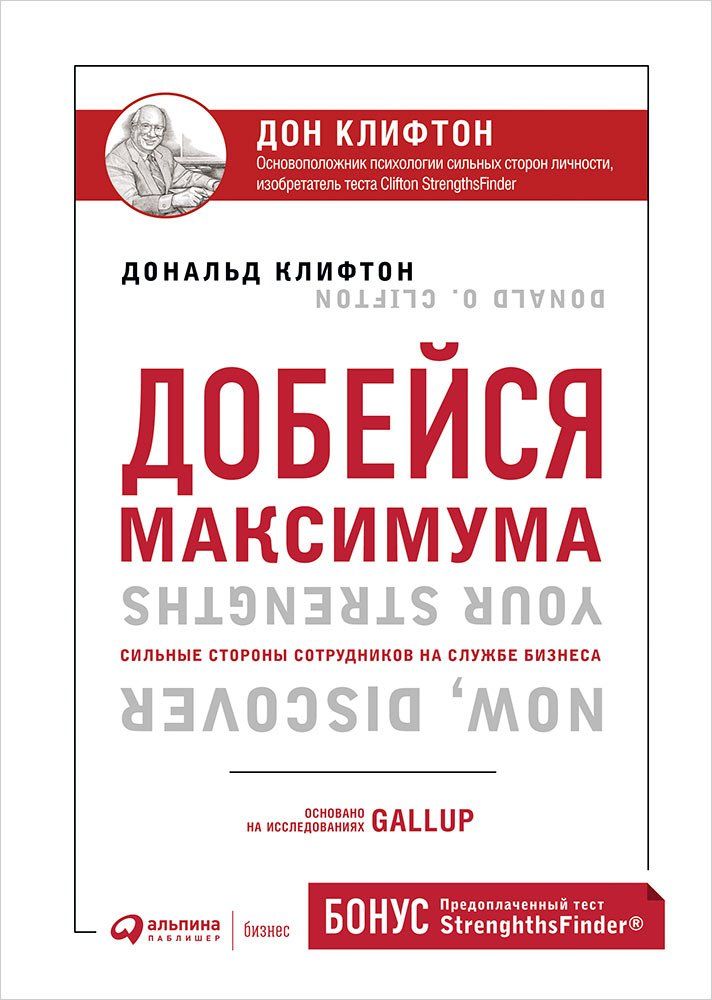 ДОН КЛИФТОН
Основоположник психологии сильных сторон личности,
изобретатель теста Clifton StrengthsFinder
ДОНАЛЬД КЛИФТОН
DONALD O. CLIFTON
ДОБЕЙСЯ
МАКСИМУМА
YOUR STRENGTHS
СИЛЬНЫЕ СТОРОНЫ СОТРУДНИКОВ НА СЛУЖБЕ БИЗНЕСА
NOW, DISCOVER
ОСНОВАНО
НА ИССЛЕДОВАНИЯХ GALLUP
альпина
ПАБЛИШЕР
бизнес
БОНУС
Предоплаченный тест
StrenghthsFinder®